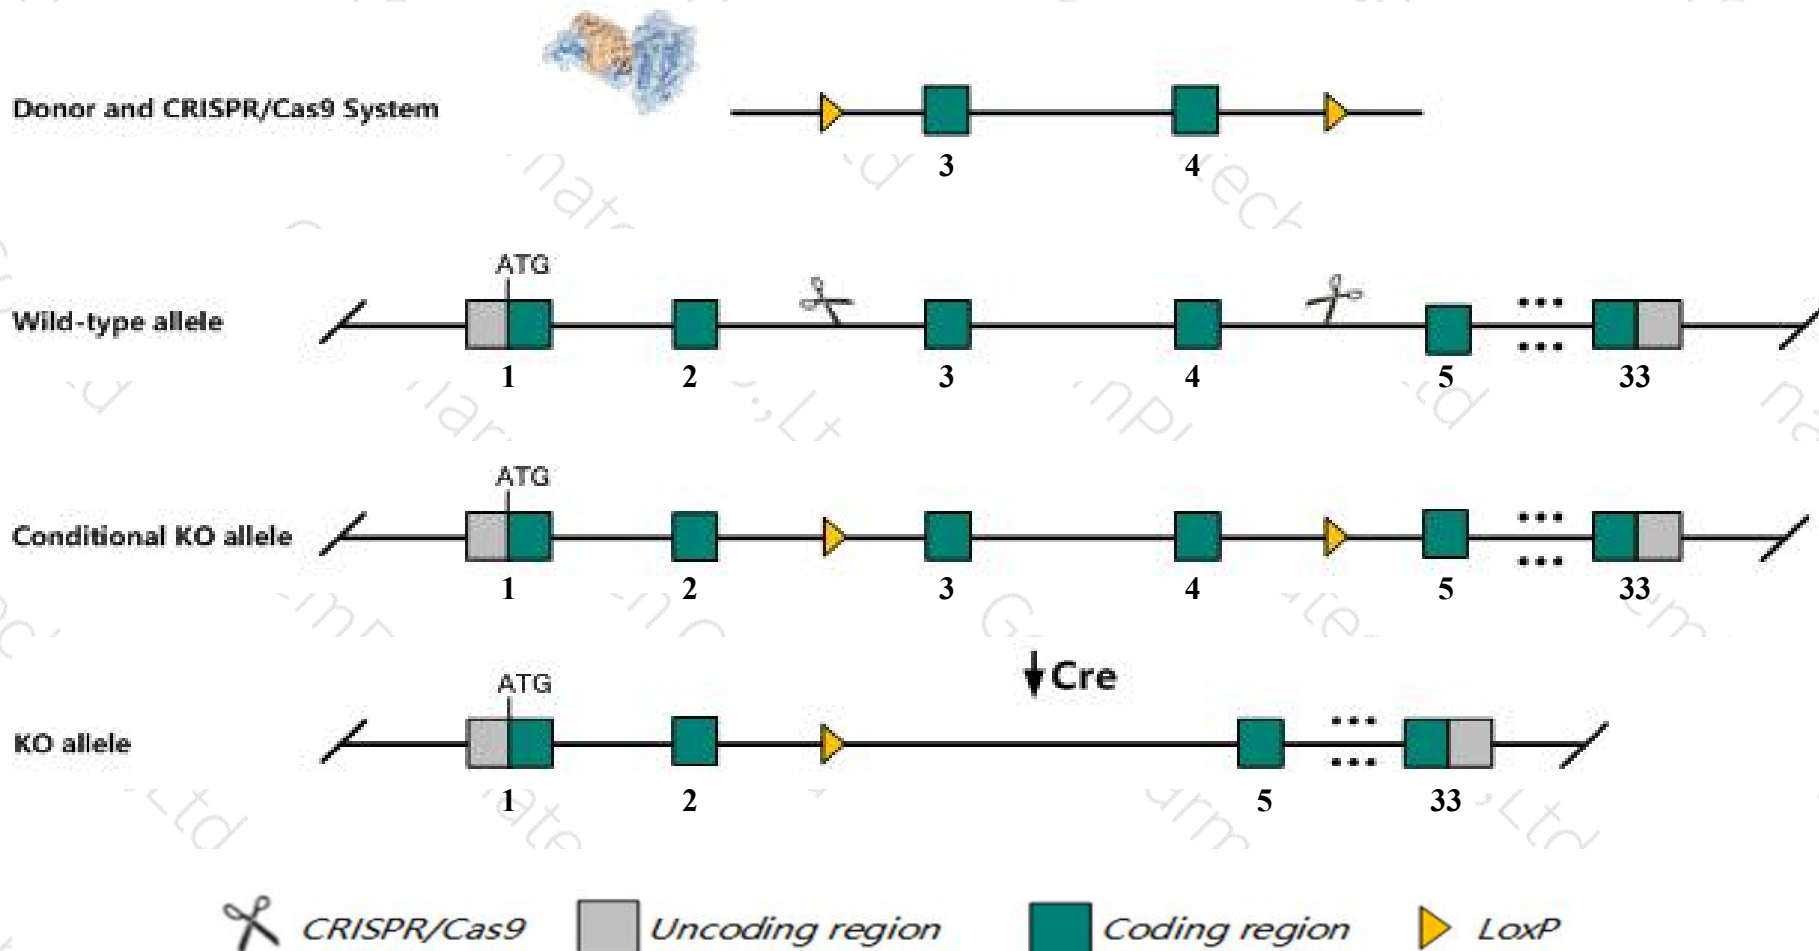 Donor and CRISPR/Cas9 System
3 4
ATG
Wild-type allele
1 2 3 4 5 33
ATG
Conditional KO allele
1 2 3 4 5 33
Cre
ATG
KO allele
1 2 5 33
CRISPR/Cas9 Uncoding region Coding region LoxP